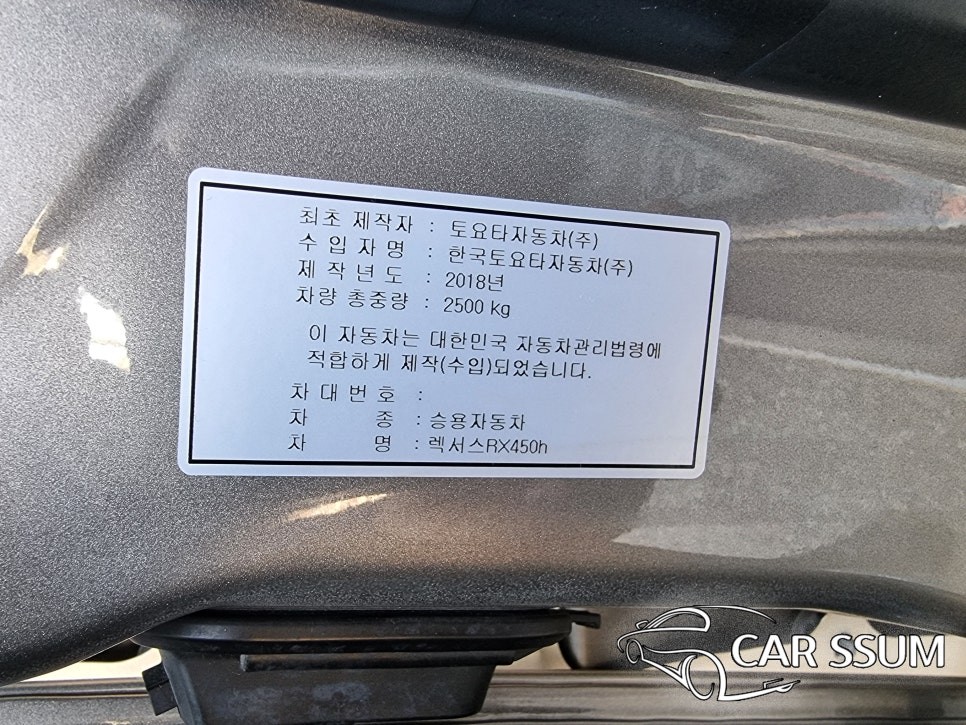 최초 제작자 : 토요타자동차(주)
수 입 자 명 : 한국토요타자동차(주)
제 작 년 도 : 2018년
차량 총중량 : 2500 kg
이 자동차는 대한민국 자동차관리법령에
적합하게 제작(수입)되었습니다.
차 대 번 호 :
차 종 : 승용자동차
차 명 : 렉서스RX450h
CAR SSUM